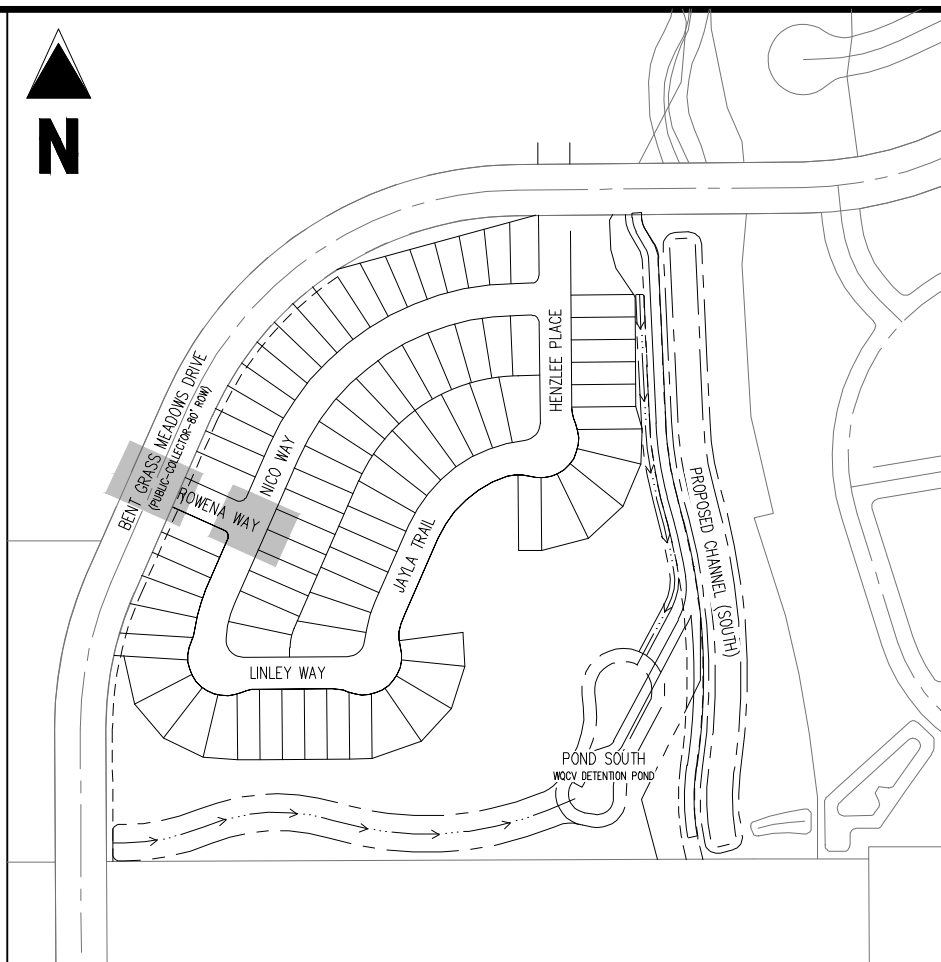 N
BENT GRASS MEADOWS DRIVE
(PUBLIC-COLLECTOR-80' ROW)
ROWENA WAY
NICO WAY
HENZLEE PLACE
JAYLA TRAIL
LINLEY WAY
PROPOSED CHANNEL (SOUTH)
POND SOUTH
WQCV DETENTION POND